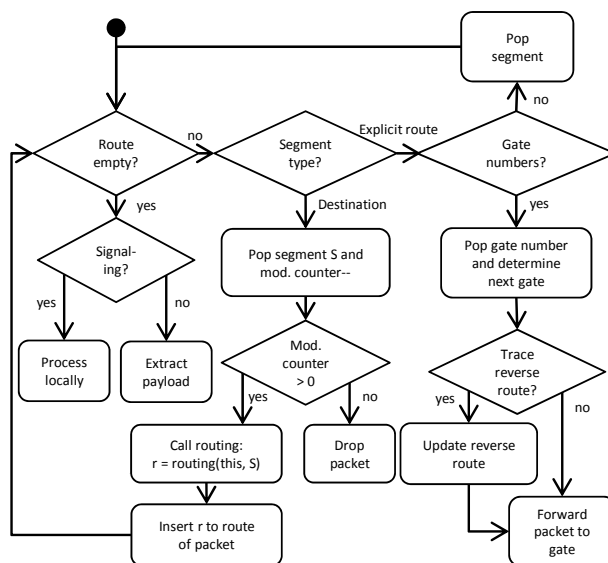 Pop
segment
no
Route
empty?
no
Segment
type?
Explicit route
Gate
numbers?
yes
Destination
yes
Signal-
ing?
Pop segment S and
mod. counter--
Pop gate number
and determine
next gate
yes
no
Process
locally
Extract
payload
Mod.
counter
> 0
Trace
reverse
route?
yes
no
yes
no
Call routing:
r = routing(this, S)
Drop
packet
Update reverse
route
Insert r to route
of packet
Forward
packet to
gate